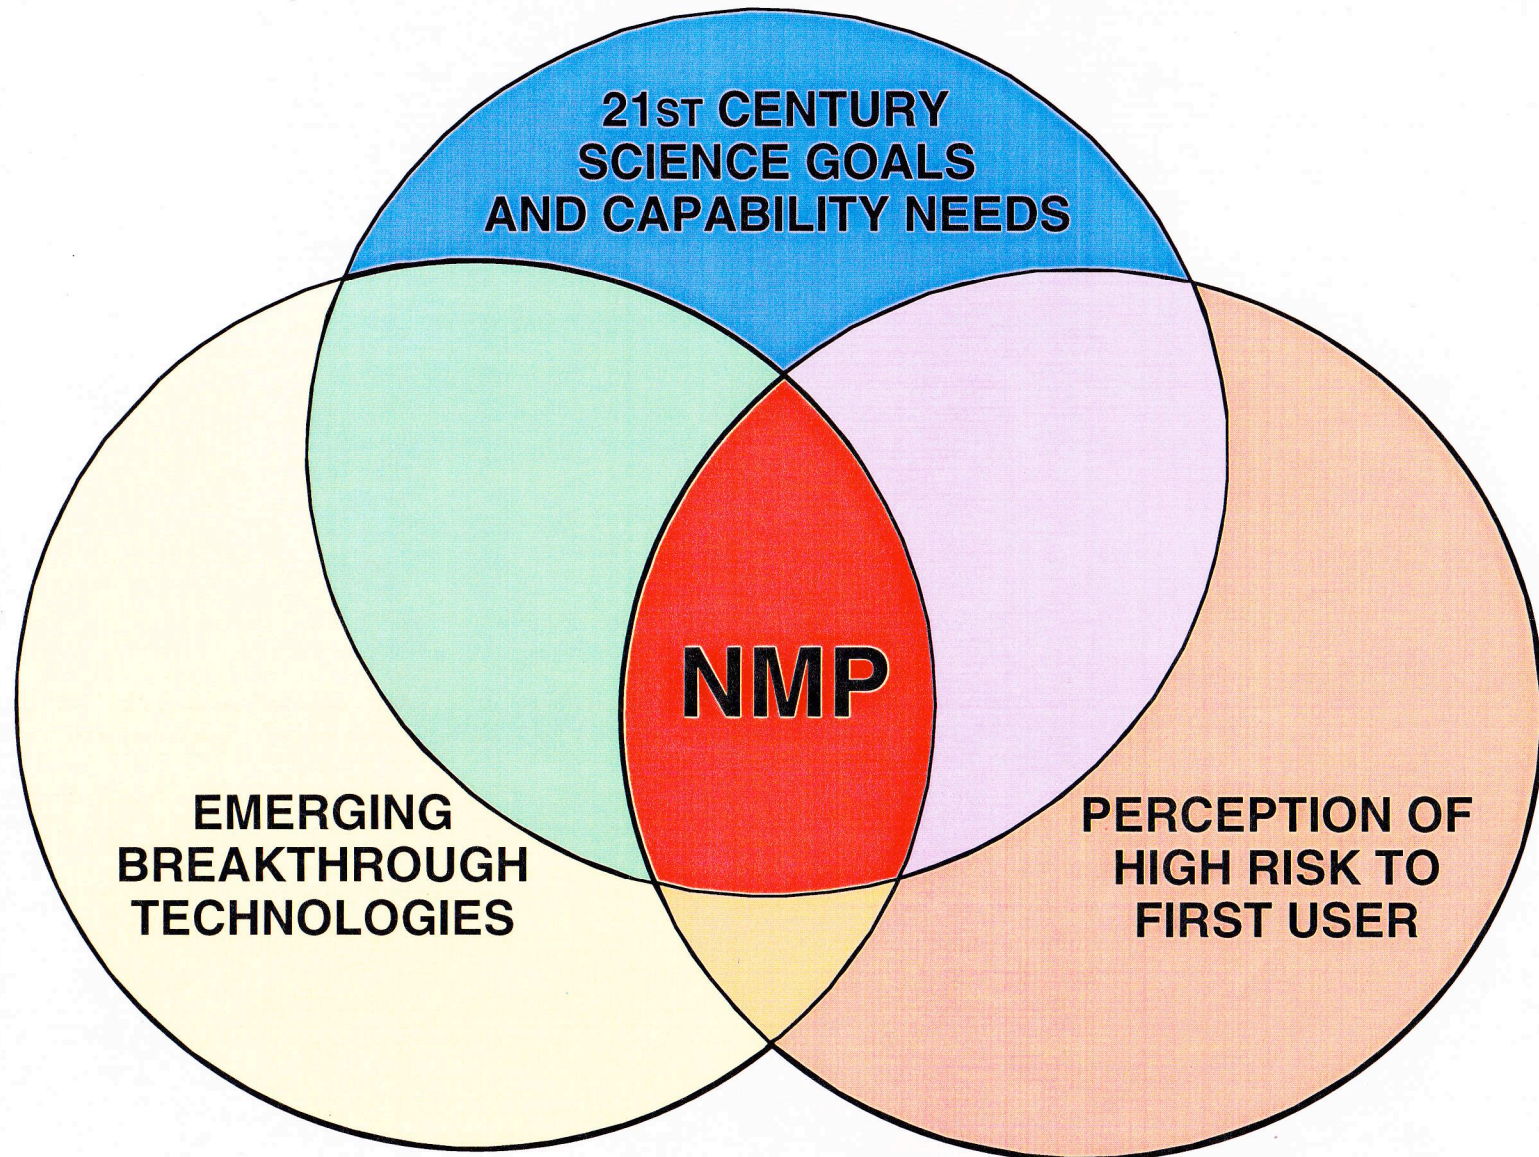 21ST CENTURY
SCIENCE GOALS
AND CAPABILITY NEEDS
NMP
EMERGING
BREAKTHROUGH
TECHNOLOGIES
PERCEPTION OF
HIGH RISK TO
FIRST USER